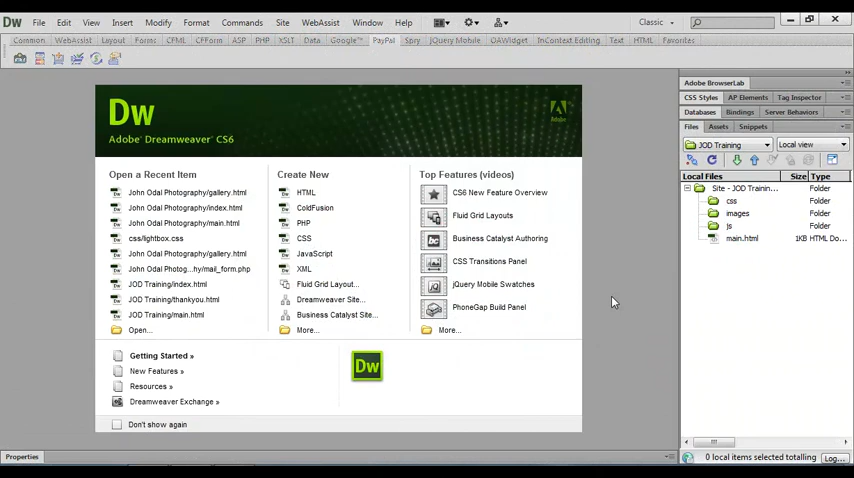 Dw File Edit View Insert Modify Format Commands Site WebAssist Window Help Classic
Common WebAssist Layout Forms CFML CFForm ASP PHP XSLT Data Google™ PayPal Spry jQuery Mobile OAWidget InContext Editing Text HTML Favorites
Dw
Adobe
Adobe® Dreamweaver® CS6
Open a Recent Item
John Odal Photography/gallery.html
John Odal Photography/index.html
John Odal Photography/main.html
css/lightbox.css
John Odal Photography/gallery.html
John Odal Photog...hy/mail_form.php
JOD Training/index.html
JOD Training/thankyou.html
JOD Training/main.html
Open...
Create New
HTML
ColdFusion
PHP
CSS
JavaScript
XML
Fluid Grid Layout...
Dreamweaver Site...
Business Catalyst Site...
More...
Top Features (videos)
CS6 New Feature Overview
Fluid Grid Layouts
Business Catalyst Authoring
CSS Transitions Panel
jQuery Mobile Swatches
PhoneGap Build Panel
More...
Getting Started »
New Features »
Resources »
Dreamweaver Exchange »
Dw
Don't show again
Properties
Adobe BrowserLab
CSS Styles AP Elements Tag Inspector
Databases Bindings Server Behaviors
Files Assets Snippets
JOD Training Local view
Local Files Size Type
Site - JOD Trainin... Folder
css Folder
images Folder
js Folder
main.html 1KB HTML Do...
0 local items selected totalling Log...